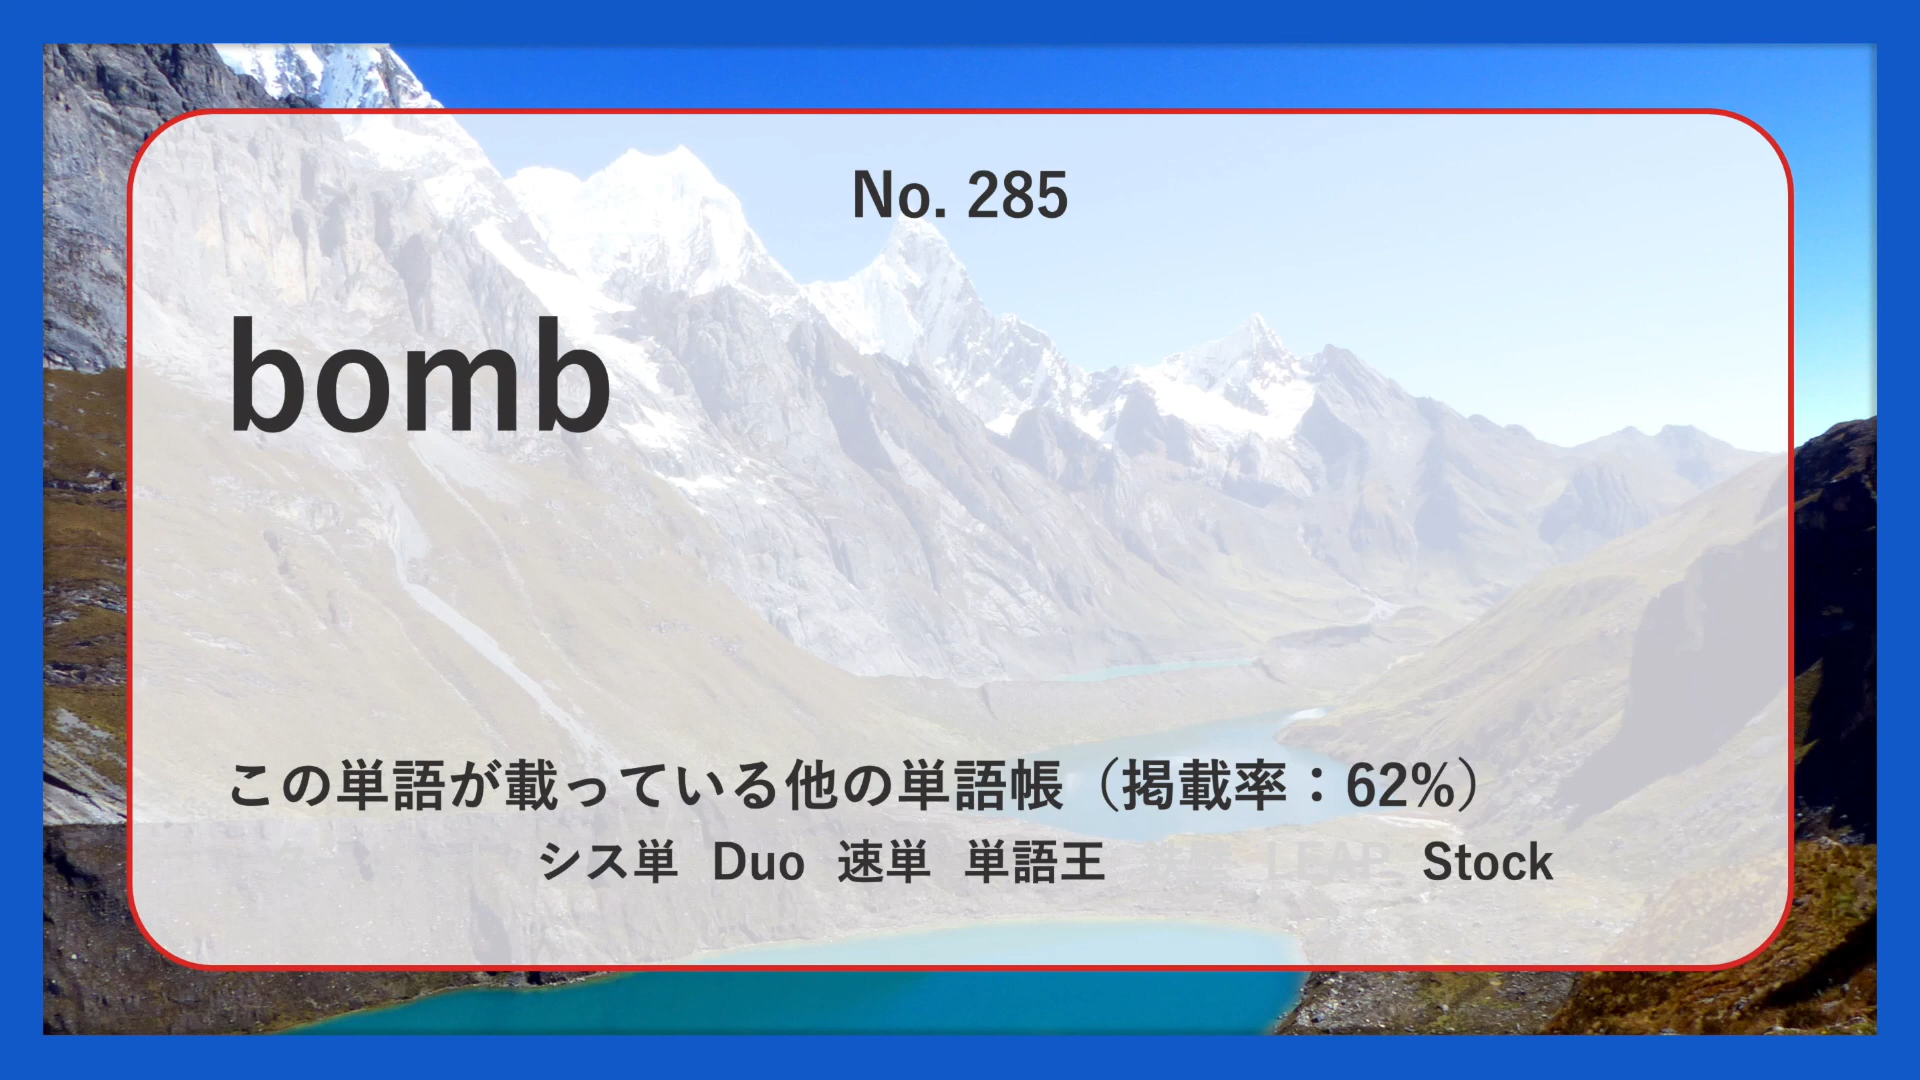 No. 285
bomb
この単語が載っている他の単語帳（掲載率：62%）
シス単 Duo 速単 単語王 LEAP Stock